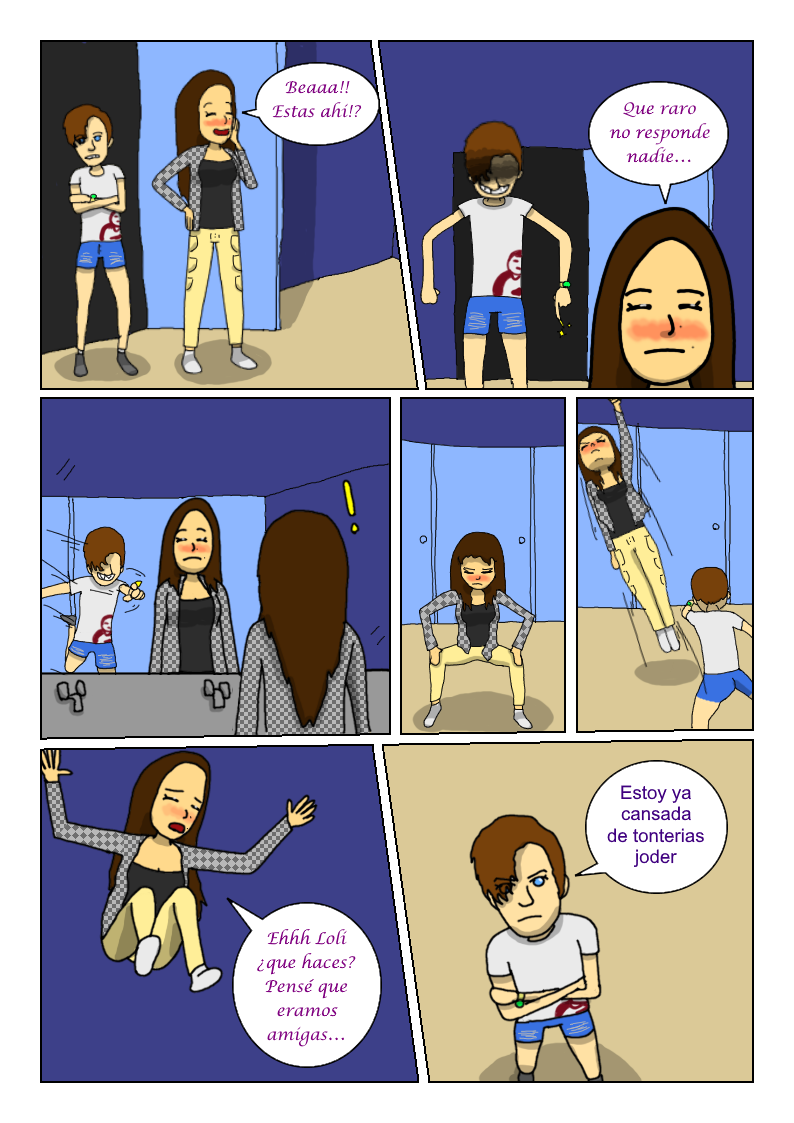 Beaaa!!
Estas ahi!?
Que raro
no responde
nadie...
Ehhh Loli
¿que haces?
Pensé que
eramos
amigas...
Estoy ya
cansada
de tonterias
joder